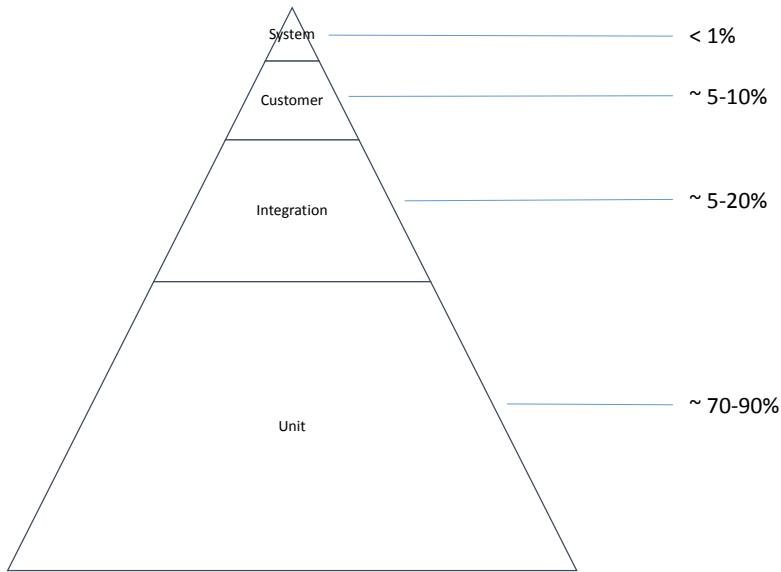 System
< 1%
Customer
~ 5-10%
Integration
~ 5-20%
Unit
~ 70-90%